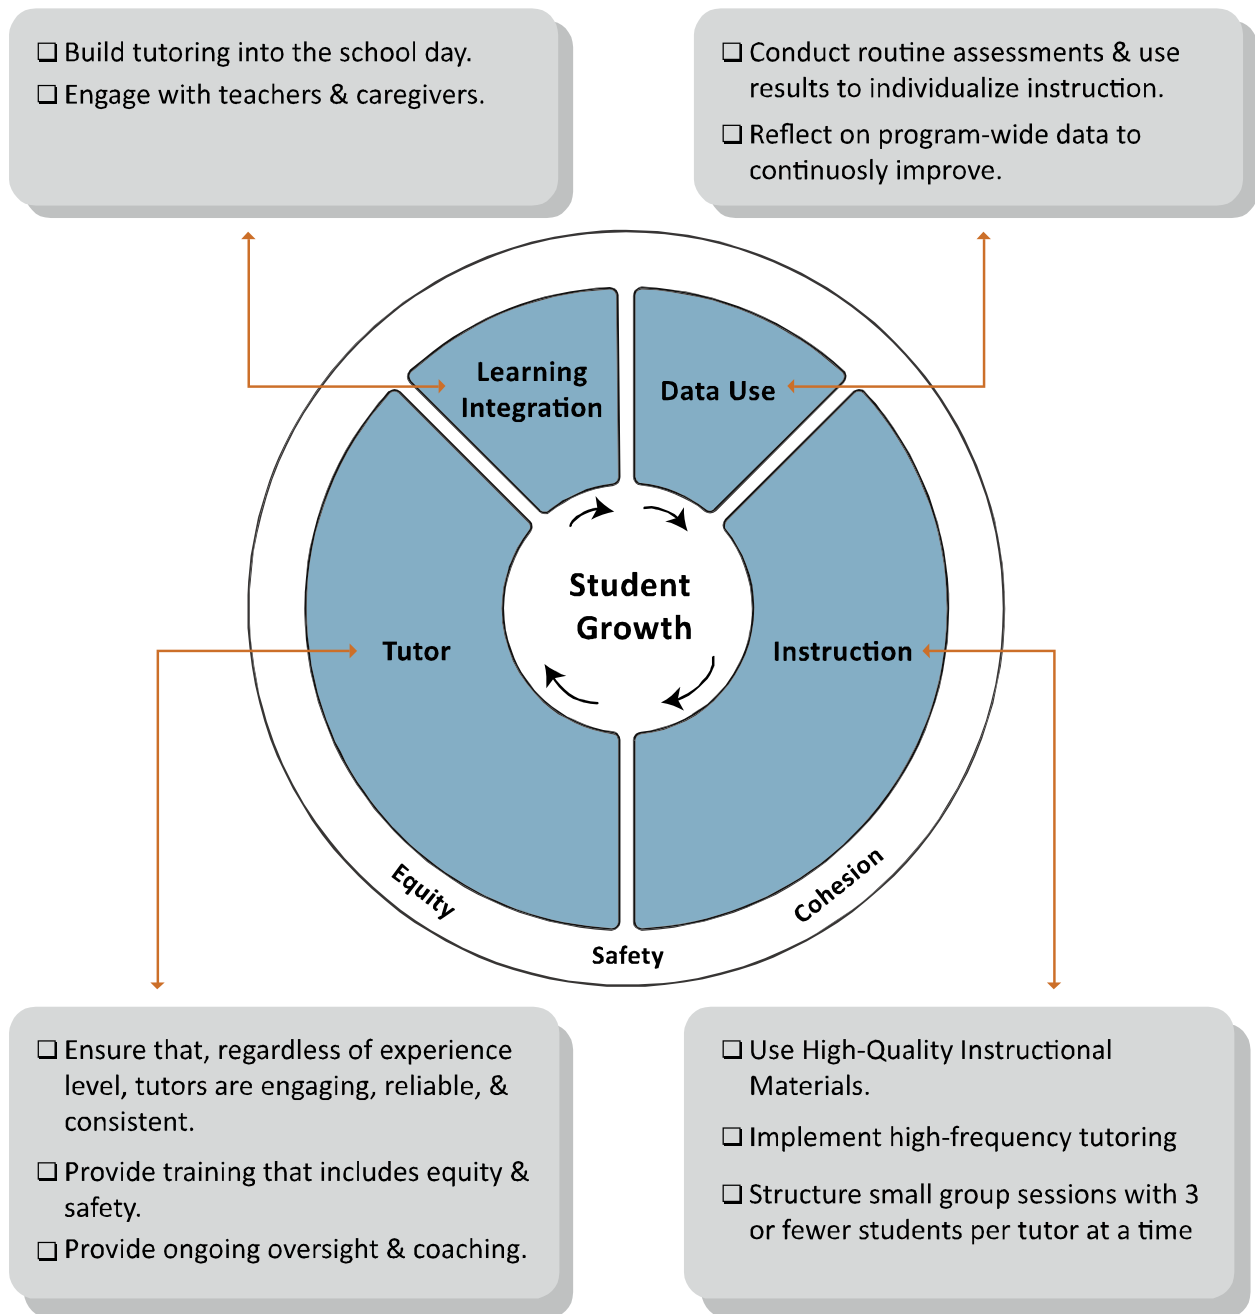 ❏ Build tutoring into the school day.
❏ Engage with teachers & caregivers.
❏ Conduct routine assessments & use
results to individualize instruction.
❏ Reflect on program-wide data to
continuosly improve.
Learning
Integration
Data Use
Student
Growth
Tutor
Instruction
Equity
Safety
Cohesion
❏ Ensure that, regardless of experience
level, tutors are engaging, reliable, &
consistent.
❏ Provide training that includes equity &
safety.
❏ Provide ongoing oversight & coaching.
❏ Use High-Quality Instructional
Materials.
❏ Implement high-frequency tutoring
❏ Structure small group sessions with 3
or fewer students per tutor at a time